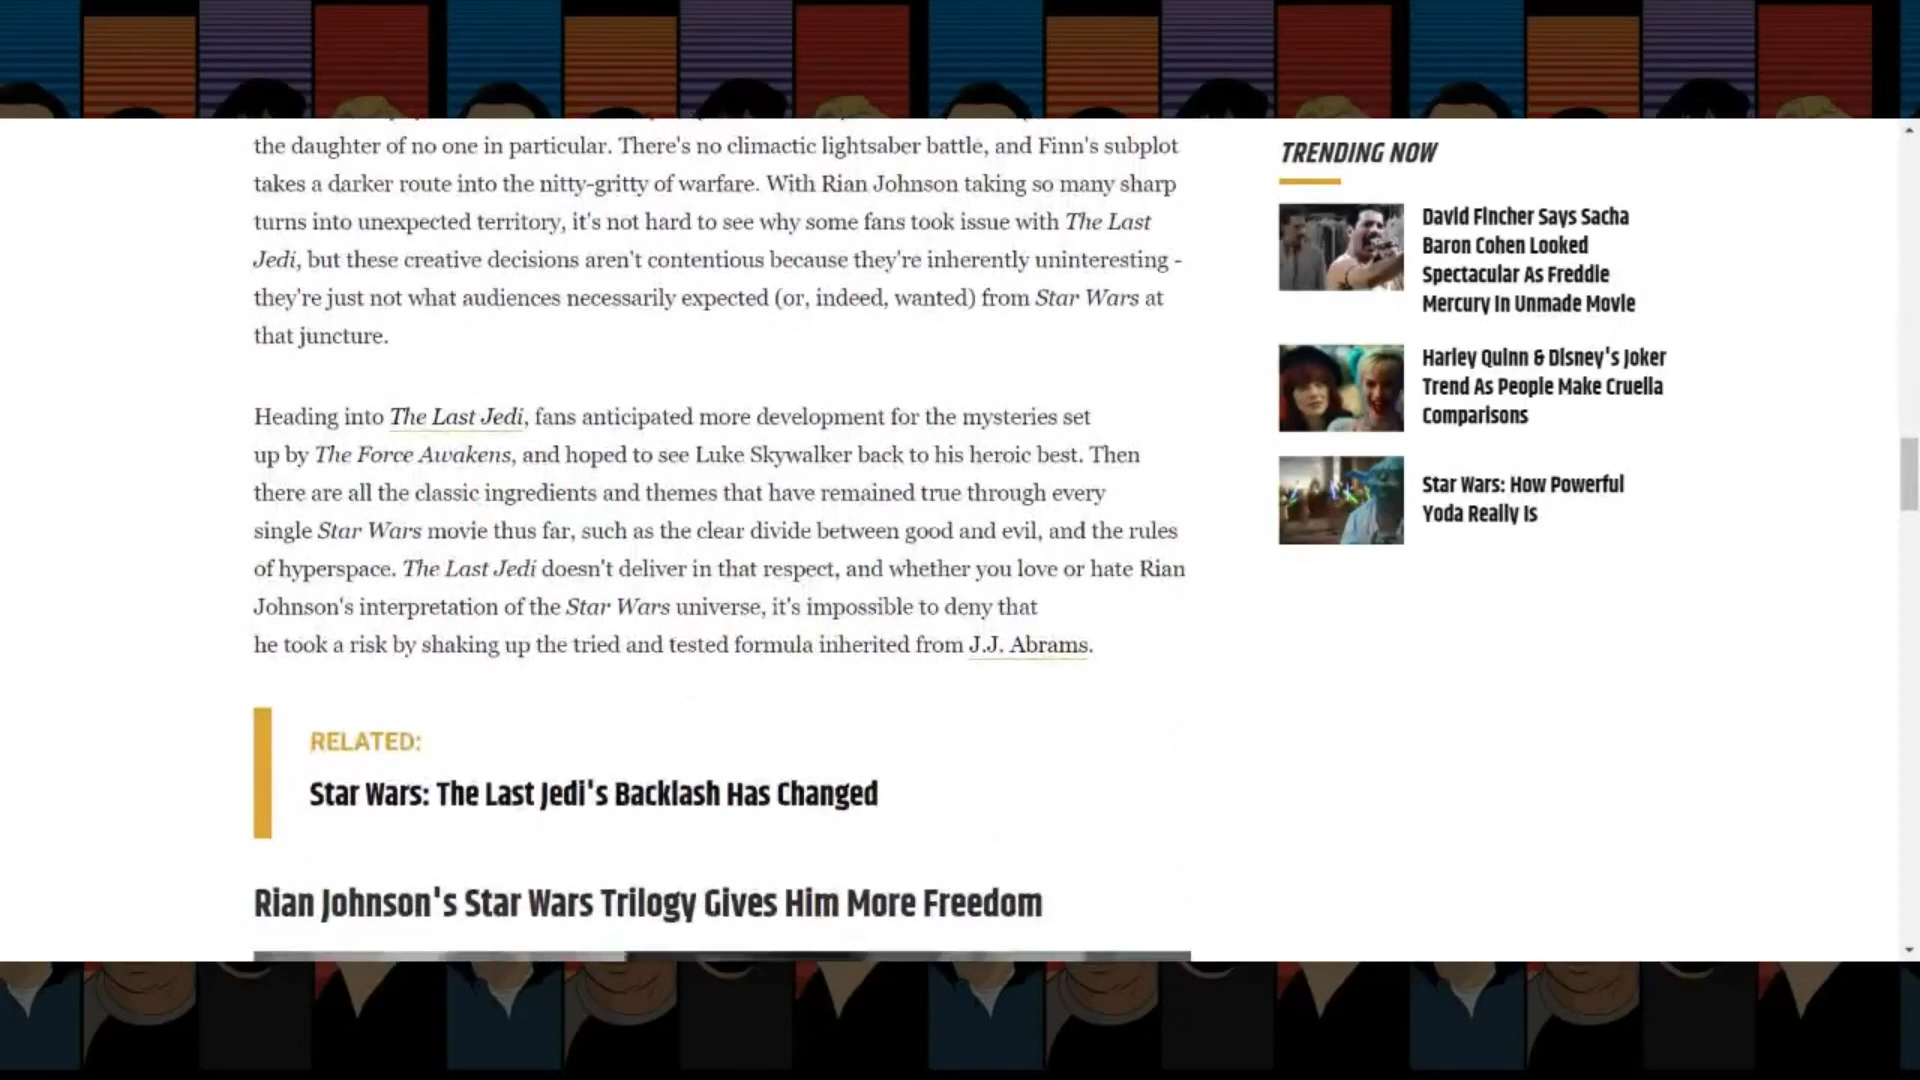 the daughter of no one in particular. There's no climactic lightsaber battle, and Finn's subplot
takes a darker route into the nitty-gritty of warfare. With Rian Johnson taking so many sharp
turns into unexpected territory, it's not hard to see why some fans took issue with The Last
Jedi, but these creative decisions aren't contentious because they're inherently uninteresting -
they're just not what audiences necessarily expected (or, indeed, wanted) from Star Wars at
that juncture.
Heading into The Last Jedi, fans anticipated more development for the mysteries set
up by The Force Awakens, and hoped to see Luke Skywalker back to his heroic best. Then
there are all the classic ingredients and themes that have remained true through every
single Star Wars movie thus far, such as the clear divide between good and evil, and the rules
of hyperspace. The Last Jedi doesn't deliver in that respect, and whether you love or hate Rian
Johnson's interpretation of the Star Wars universe, it's impossible to deny that
he took a risk by shaking up the tried and tested formula inherited from J.J. Abrams.
RELATED:
Star Wars: The Last Jedi's Backlash Has Changed
Rian Johnson's Star Wars Trilogy Gives Him More Freedom
TRENDING NOW
David Fincher Says Sacha
Baron Cohen Looked
Spectacular As Freddie
Mercury In Unmade Movie
Harley Quinn & Disney's Joker
Trend As People Make Cruella
Comparisons
Star Wars: How Powerful
Yoda Really Is